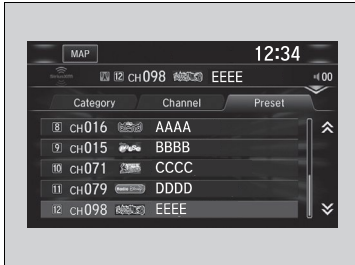 MAP 12:34
12 CH098 EEEE 00
Category Channel Preset
8 CH016 AAAA
9 CH015 BBBB
10 CH071 CCCC
11 CH079 DDDD
12 CH098 EEEE